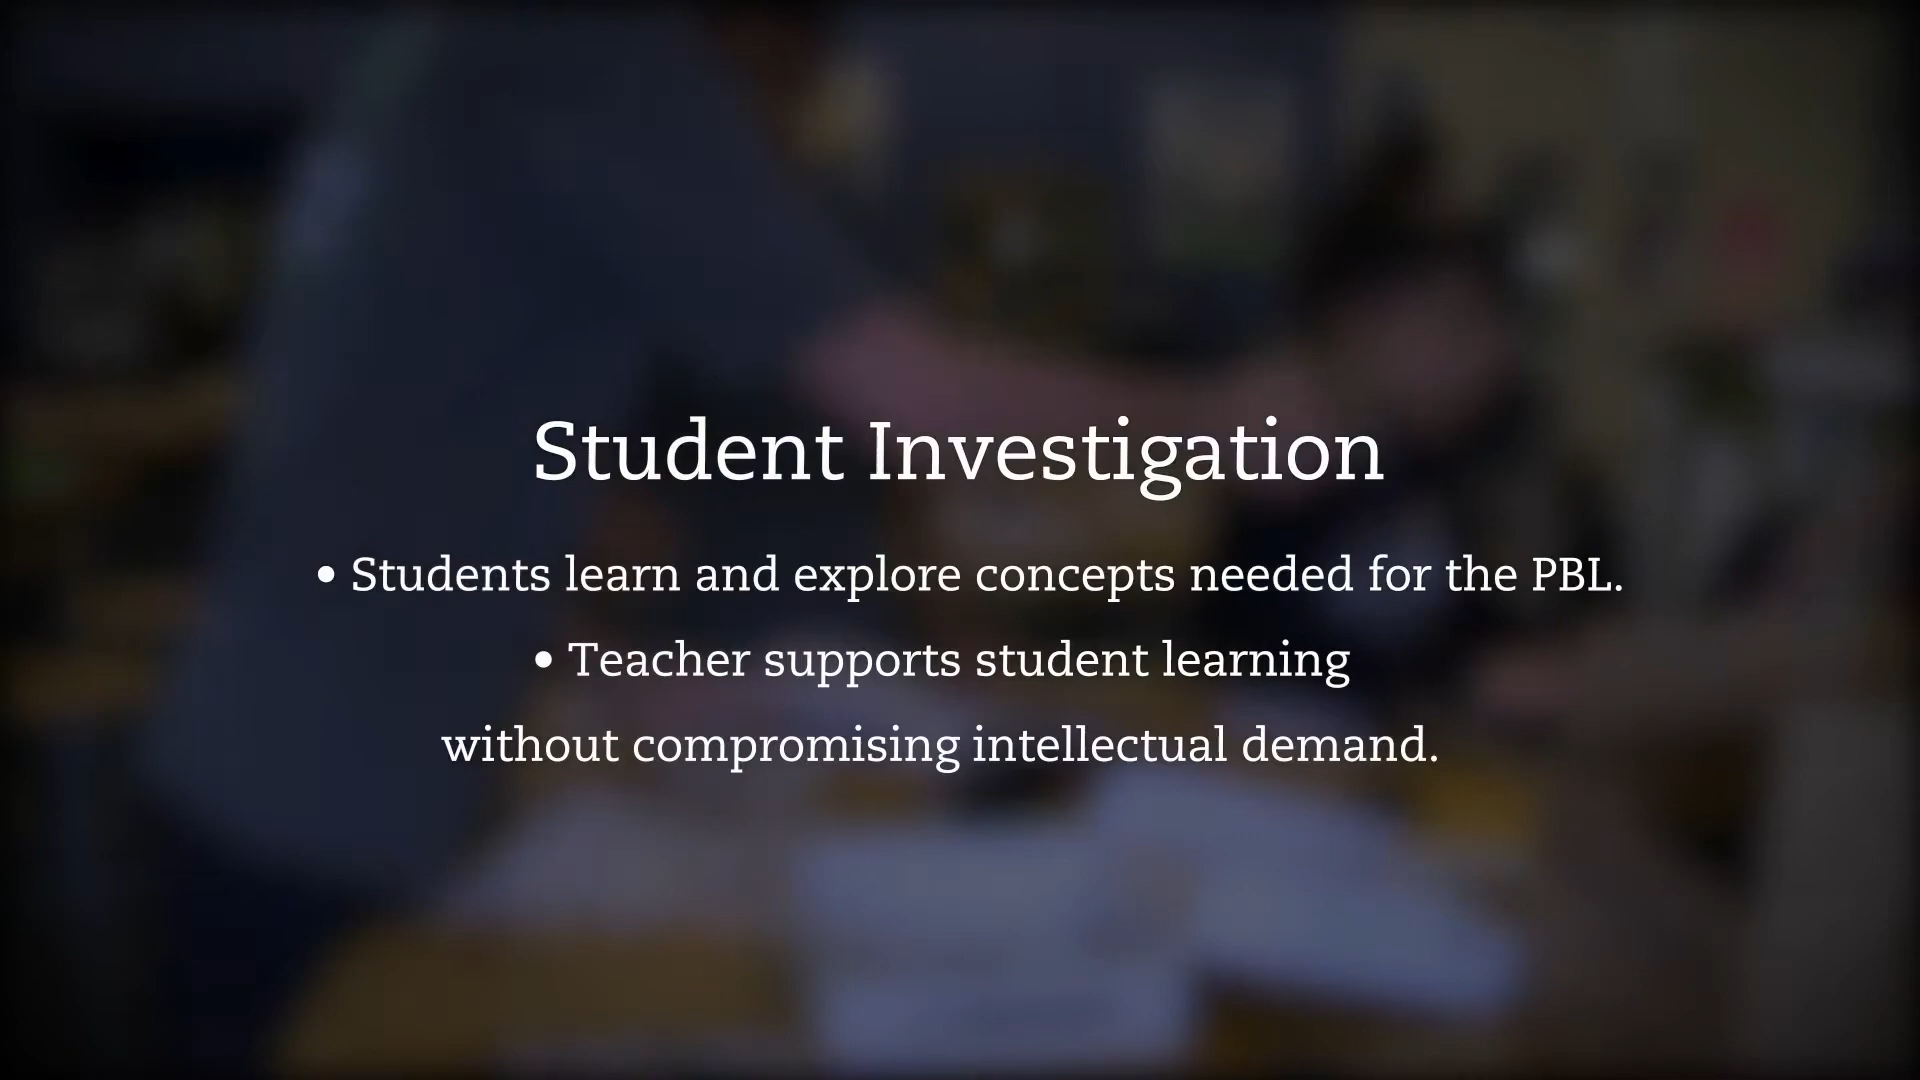 Student Investigation
• Students learn and explore concepts needed for the PBL.
• Teacher supports student learning
without compromising intellectual demand.